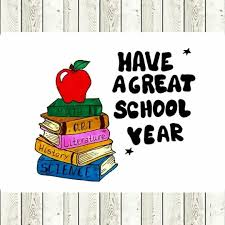 HAVE
A GREAT
SCHOOL
YEAR
ART
Literature
History
SCIENCE